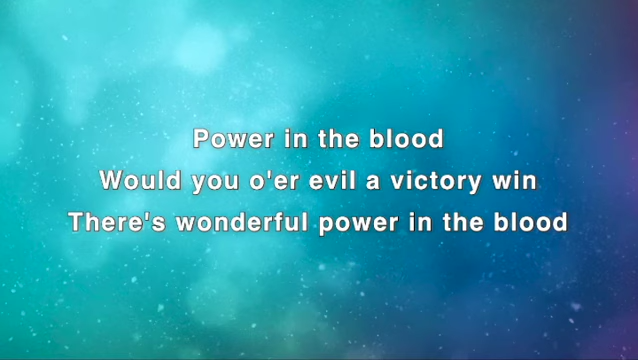 Power in the blood
Would you o'er evil a victory win
There's wonderful power in the blood